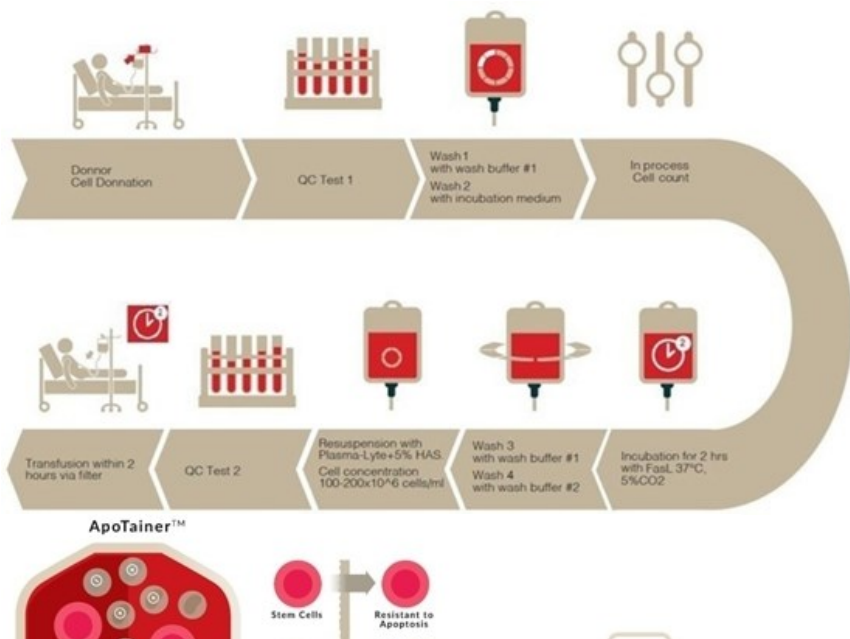 Donnor
Cell Donnation
QC Test 1
Wash1
with wash buffer #1
Wash2
with incubation medium
In process
Cell count
Transfusion within 2
hours via filter
QC Test 2
Resuspension with
Plasma-Lyte+5% HAS
Cell concentration
100-200x10^6 cells/ml
Wash 3
with wash buffer #1
Wash 4
with wash buffer #2
Incubation for 2 hrs
with FasL 37°C,
5%CO2
2
2
ApoTainer™
Stem Cells
Resistant to
Apoptosis